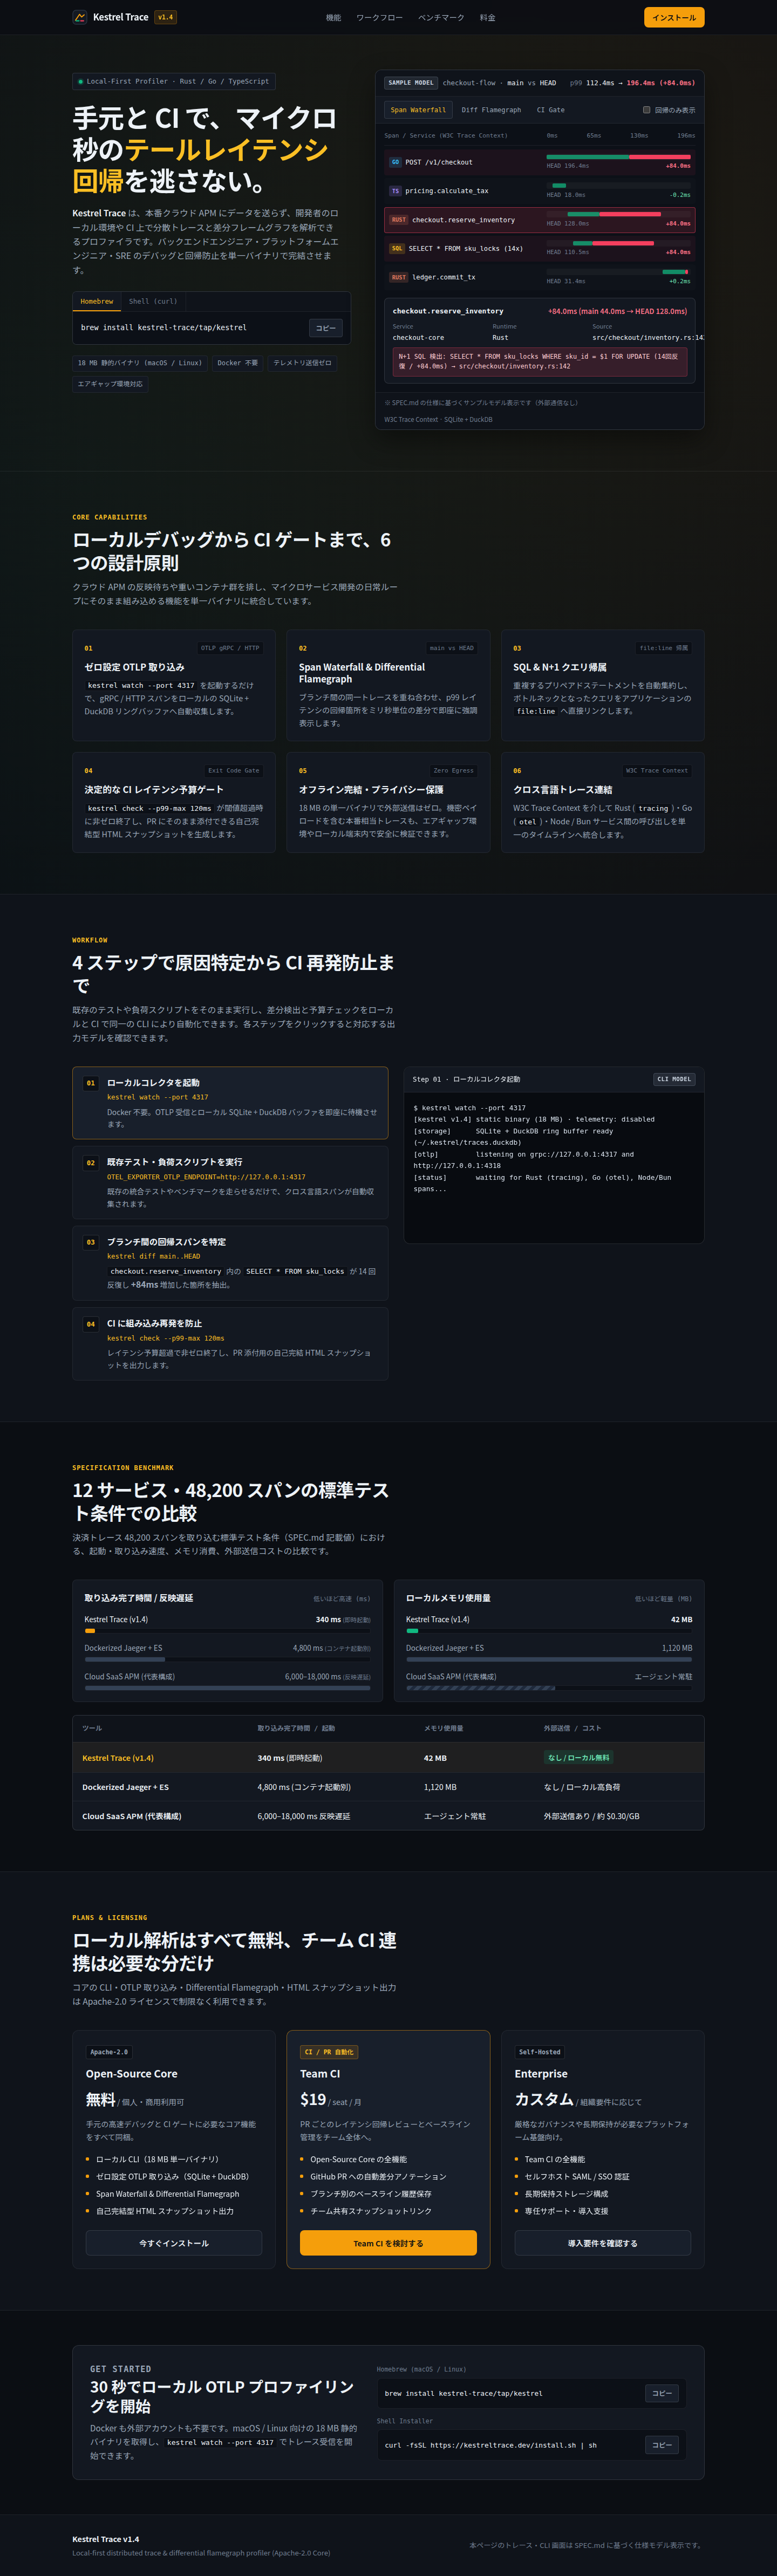 Kestrel Trace v1.4
機能 ワークフロー ベンチマーク 料金
インストール
Local-First Profiler · Rust / Go / TypeScript
手元と CI で、マイクロ
秒のテールレイテンシ
回帰を逃さない。
Kestrel Trace は、本番クラウド APM にデータを送らず、開発者のロ
ーカル環境や CI 上で分散トレースと差分フレームグラフを解析でき
るプロファイラです。バックエンドエンジニア・プラットフォームエ
ンジニア・SRE のデバッグと回帰防止を単一バイナリで完結させま
す。
Homebrew Shell (curl)
brew install kestrel-trace/tap/kestrel
コピー
18 MB 静的バイナリ (macOS / Linux) Docker 不要 テレメトリ送信ゼロ
エアギャップ環境対応
SAMPLE MODEL checkout-flow · main vs HEAD p99 112.4ms → 196.4ms (+84.0ms)
Span Waterfall Diff Flamegraph CI Gate 回帰のみ表示
Span / Service (W3C Trace Context) 0ms 65ms 130ms 196ms
GO POST /v1/checkout
HEAD 196.4ms +84.0ms
TS pricing.calculate_tax
HEAD 18.0ms -0.2ms
RUST checkout.reserve_inventory
HEAD 128.0ms +84.0ms
SQL SELECT * FROM sku_locks (14x)
HEAD 110.5ms +84.0ms
RUST ledger.commit_tx
HEAD 31.4ms +0.2ms
checkout.reserve_inventory +84.0ms (main 44.0ms → HEAD 128.0ms)
Service Runtime Source
checkout-core Rust src/checkout/inventory.rs:142
N+1 SQL 検出: SELECT * FROM sku_locks WHERE sku_id = $1 FOR UPDATE (14回反
復 / +84.0ms) → src/checkout/inventory.rs:142
※ SPEC.md の仕様に基づくサンプルモデル表示です（外部通信なし）
W3C Trace Context · SQLite + DuckDB
CORE CAPABILITIES
ローカルデバッグから CI ゲートまで、6
つの設計原則
クラウド APM の反映待ちや重いコンテナ群を排し、マイクロサービス開発の日常ルー
プにそのまま組み込める機能を単一バイナリに統合しています。
01 OTLP gRPC / HTTP
ゼロ設定 OTLP 取り込み
kestrel watch --port 4317 を起動するだけ
で、gRPC / HTTP スパンをローカルの SQLite +
DuckDB リングバッファへ自動収集します。
02 main vs HEAD
Span Waterfall & Differential
Flamegraph
ブランチ間の同一トレースを重ね合わせ、p99 レイ
テンシの回帰箇所をミリ秒単位の差分で即座に強調
表示します。
03 file:line 帰属
SQL & N+1 クエリ帰属
重複するプリペアドステートメントを自動集約し、
ボトルネックとなったクエリをアプリケーションの
file:line へ直接リンクします。
04 Exit Code Gate
決定的な CI レイテンシ予算ゲート
kestrel check --p99-max 120ms が閾値超過時
に非ゼロ終了し、PR にそのまま添付できる自己完
結型 HTML スナップショットを生成します。
05 Zero Egress
オフライン完結・プライバシー保護
18 MB の単一バイナリで外部送信はゼロ。機密ペイ
ロードを含む本番相当トレースも、エアギャップ環
境やローカル端末内で安全に検証できます。
06 W3C Trace Context
クロス言語トレース連結
W3C Trace Context を介して Rust ( tracing )・Go
( otel )・Node / Bun サービス間の呼び出しを単
一のタイムラインへ統合します。
WORKFLOW
4 ステップで原因特定から CI 再発防止ま
で
既存のテストや負荷スクリプトをそのまま実行し、差分検出と予算チェックをローカ
ルと CI で同一の CLI により自動化できます。各ステップをクリックすると対応する出
力モデルを確認できます。
01 ローカルコレクタを起動
kestrel watch --port 4317
Docker 不要。OTLP 受信とローカル SQLite + DuckDB バッファを即座に待機させ
ます。
02 既存テスト・負荷スクリプトを実行
OTEL_EXPORTER_OTLP_ENDPOINT=http://127.0.0.1:4317
既存の統合テストやベンチマークを走らせるだけで、クロス言語スパンが自動収
集されます。
03 ブランチ間の回帰スパンを特定
kestrel diff main..HEAD
checkout.reserve_inventory 内の SELECT * FROM sku_locks が 14 回
反復し +84ms 増加した箇所を抽出。
04 CI に組み込み再発を防止
kestrel check --p99-max 120ms
レイテンシ予算超過で非ゼロ終了し、PR 添付用の自己完結 HTML スナップショ
ットを出力します。
Step 01 · ローカルコレクタ起動 CLI MODEL
$ kestrel watch --port 4317
[kestrel v1.4] static binary (18 MB) · telemetry: disabled
[storage] SQLite + DuckDB ring buffer ready
(~/.kestrel/traces.duckdb)
[otlp] listening on grpc://127.0.0.1:4317 and
http://127.0.0.1:4318
[status] waiting for Rust (tracing), Go (otel), Node/Bun
spans...
SPECIFICATION BENCHMARK
12 サービス・48,200 スパンの標準テス
ト条件での比較
決済トレース 48,200 スパンを取り込む標準テスト条件（SPEC.md 記載値）におけ
る、起動・取り込み速度、メモリ消費、外部送信コストの比較です。
取り込み完了時間 / 反映遅延 低いほど高速 (ms)
Kestrel Trace (v1.4) 340 ms (即時起動)
Dockerized Jaeger + ES 4,800 ms (コンテナ起動別)
Cloud SaaS APM (代表構成) 6,000–18,000 ms (反映遅延)
ローカルメモリ使用量 低いほど軽量 (MB)
Kestrel Trace (v1.4) 42 MB
Dockerized Jaeger + ES 1,120 MB
Cloud SaaS APM (代表構成) エージェント常駐
ツール 取り込み完了時間 / 起動 メモリ使用量 外部送信 / コスト
Kestrel Trace (v1.4) 340 ms (即時起動) 42 MB なし / ローカル無料
Dockerized Jaeger + ES 4,800 ms (コンテナ起動別) 1,120 MB なし / ローカル高負荷
Cloud SaaS APM (代表構成) 6,000–18,000 ms 反映遅延 エージェント常駐 外部送信あり / 約 $0.30/GB
PLANS & LICENSING
ローカル解析はすべて無料、チーム CI 連
携は必要な分だけ
コアの CLI・OTLP 取り込み・Differential Flamegraph・HTML スナップショット出力
は Apache-2.0 ライセンスで制限なく利用できます。
Apache-2.0
Open-Source Core
無料 / 個人・商用利用可
手元の高速デバッグと CI ゲートに必要なコア機能
をすべて同梱。
ローカル CLI（18 MB 単一バイナリ）
ゼロ設定 OTLP 取り込み（SQLite + DuckDB）
Span Waterfall & Differential Flamegraph
自己完結型 HTML スナップショット出力
今すぐインストール
CI / PR 自動化
Team CI
$19 / seat / 月
PR ごとのレイテンシ回帰レビューとベースライン
管理をチーム全体へ。
Open-Source Core の全機能
GitHub PR への自動差分アノテーション
ブランチ別のベースライン履歴保存
チーム共有スナップショットリンク
Team CI を検討する
Self-Hosted
Enterprise
カスタム / 組織要件に応じて
厳格なガバナンスや長期保持が必要なプラットフォ
ーム基盤向け。
Team CI の全機能
セルフホスト SAML / SSO 認証
長期保持ストレージ構成
専任サポート・導入支援
導入要件を確認する
GET STARTED
30 秒でローカル OTLP プロファイリン
グを開始
Docker も外部アカウントも不要です。macOS / Linux 向けの 18 MB 静的
バイナリを取得し、 kestrel watch --port 4317 でトレース受信を開
始できます。
Homebrew (macOS / Linux)
brew install kestrel-trace/tap/kestrel コピー
Shell Installer
curl -fsSL https://kestreltrace.dev/install.sh | sh コピー
Kestrel Trace v1.4
Local-first distributed trace & differential flamegraph profiler (Apache-2.0 Core)
本ページのトレース・CLI 画面は SPEC.md に基づく仕様モデル表示です。